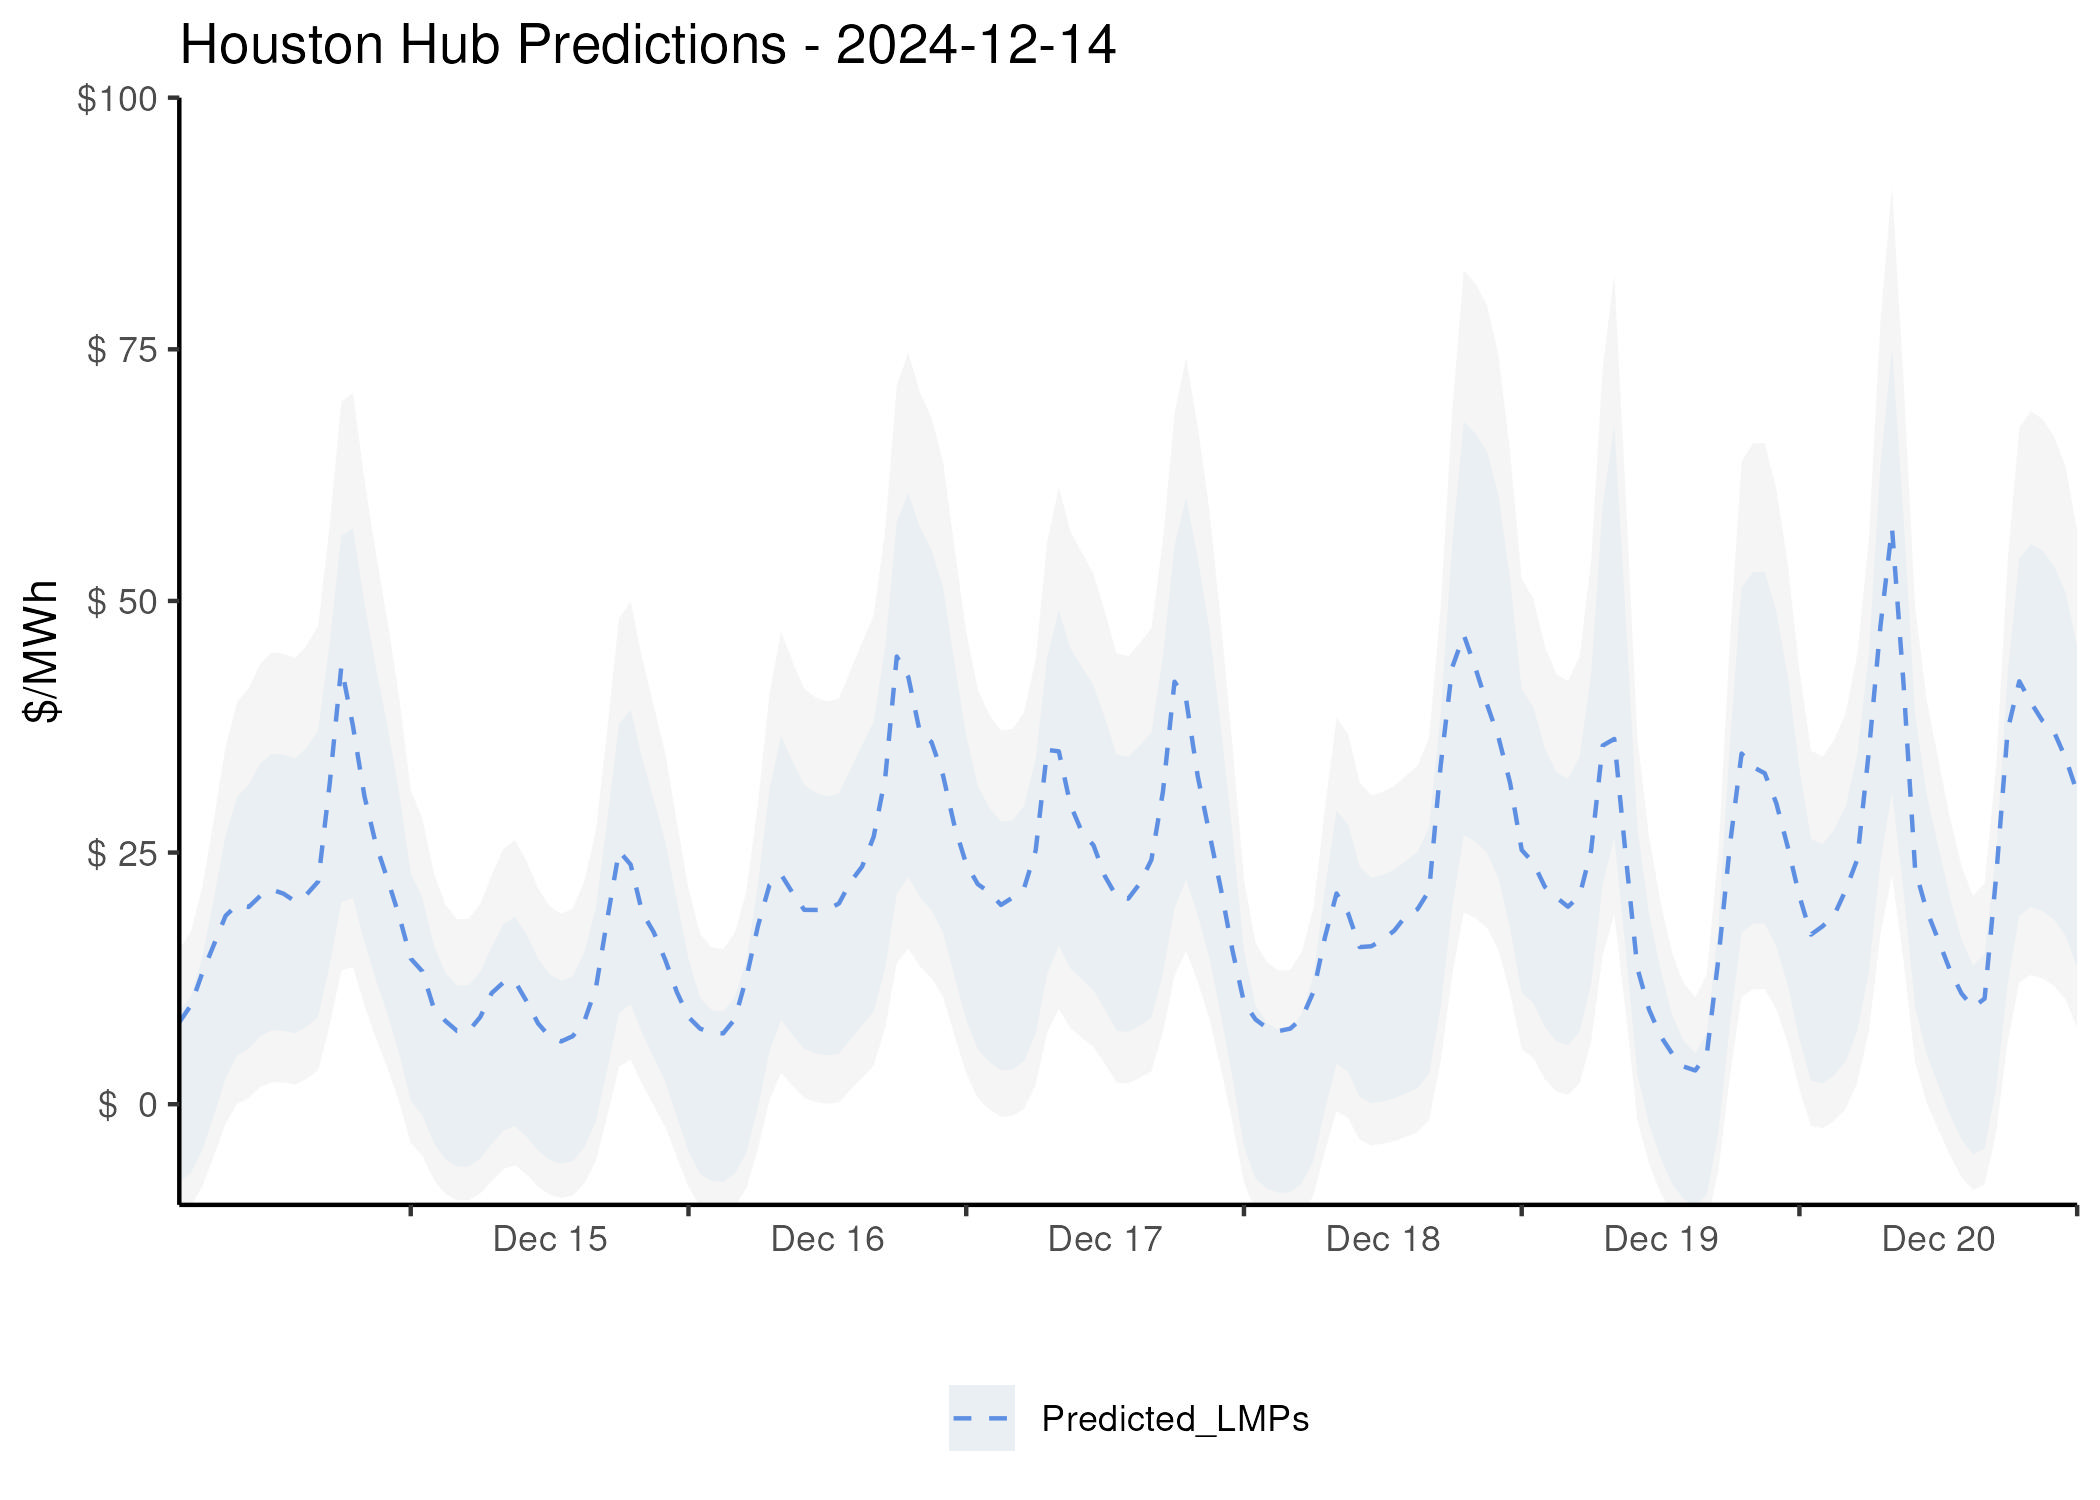 Houston Hub Predictions - 2024-12-14
$100
$ 75
$ 50
$ 25
$  0
$/MWh
Dec 15 Dec 16 Dec 17 Dec 18 Dec 19 Dec 20
Predicted_LMPs